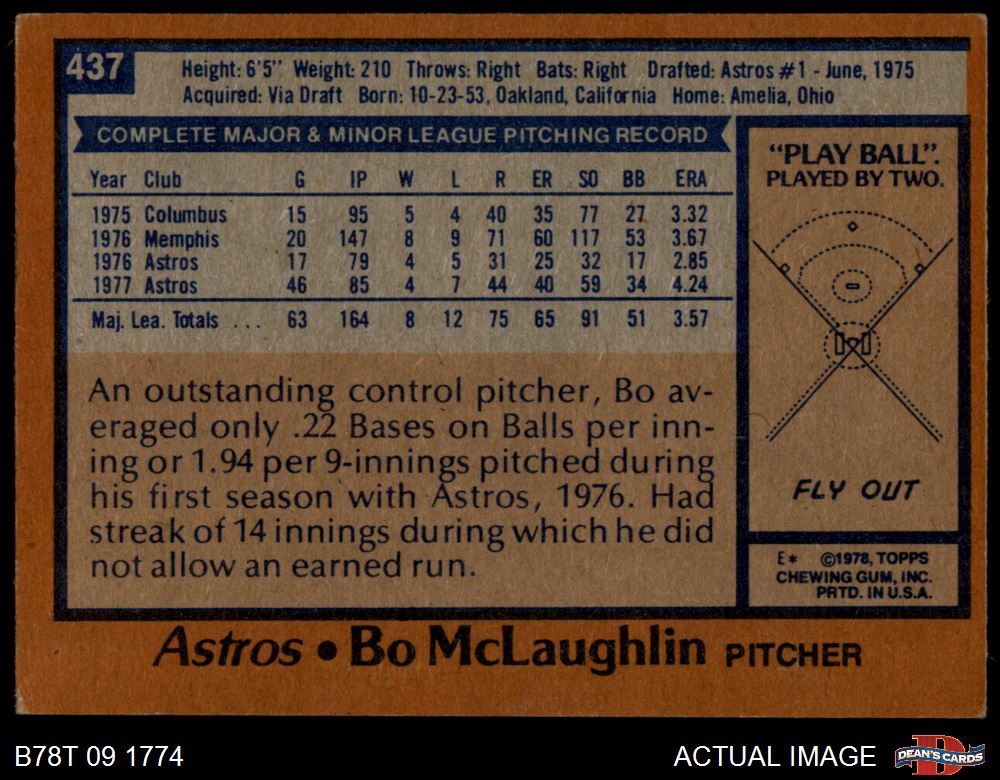 437
Height: 6'5" Weight: 210 Throws: Right Bats: Right Drafted: Astros #1 - June, 1975
Acquired: Via Draft Born: 10-23-53, Oakland, California Home: Amelia, Ohio
COMPLETE MAJOR & MINOR LEAGUE PITCHING RECORD
Year Club G IP W L R ER SO BB ERA
1975 Columbus 15 95 5 4 40 35 77 27 3.32
1976 Memphis 20 147 8 9 71 60 117 53 3.67
1976 Astros 17 79 4 5 31 25 32 17 2.85
1977 Astros 46 85 4 7 44 40 59 34 4.24
Maj. Lea. Totals ... 63 164 8 12 75 65 91 51 3.57
An outstanding control pitcher, Bo av-
eraged only .22 Bases on Balls per inn-
ing or 1.94 per 9-innings pitched during
his first season with Astros, 1976. Had
streak of 14 innings during which he did
not allow an earned run.
"PLAY BALL".
PLAYED BY TWO.
FLY OUT
E* ©1978, TOPPS
CHEWING GUM, INC.
PRTD. IN U.S.A.
Astros • Bo McLaughlin PITCHER
B78T 09 1774
ACTUAL IMAGE
D
DEAN'S CARDS